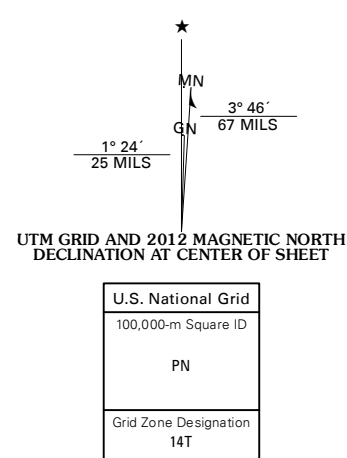 ★
MN
3° 46´
67 MILS
GN
1° 24´
25 MILS
UTM GRID AND 2012 MAGNETIC NORTH
DECLINATION AT CENTER OF SHEET
U.S. National Grid
100,000-m Square ID
PN
Grid Zone Designation
14T